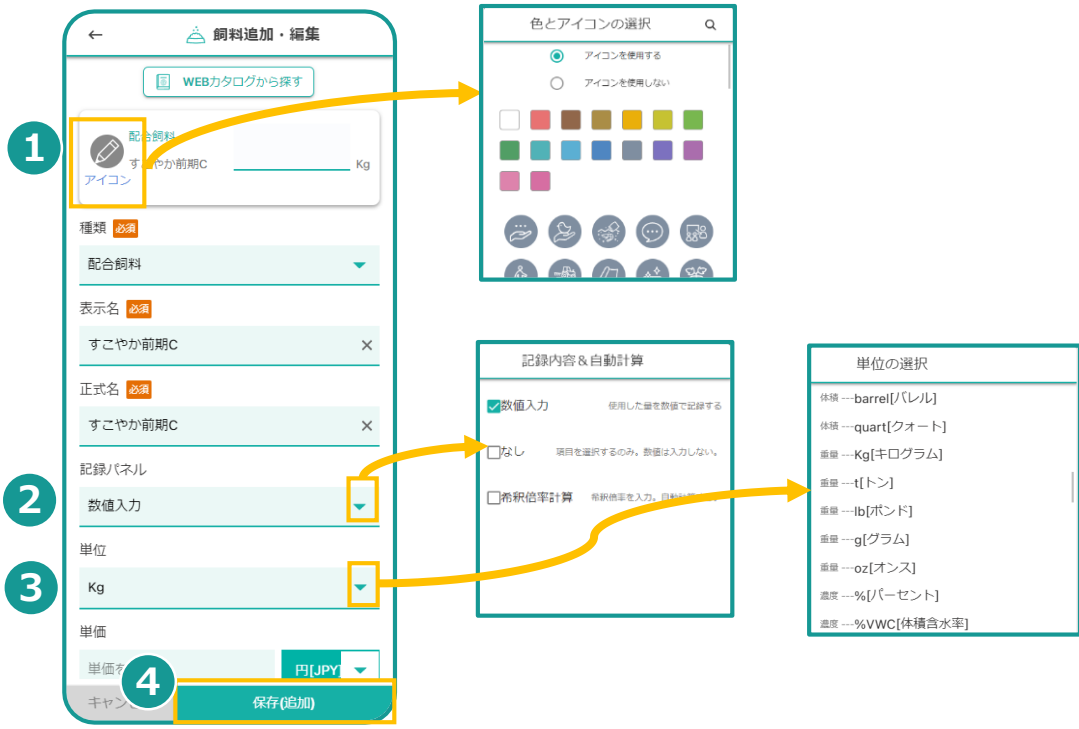 飼料追加・編集
WEBカタログから探す
1
配合飼料
すこやか前期C
Kg
アイコン
種類 必須
配合飼料
表示名 必須
すこやか前期C
正式名 必須
すこやか前期C
2
記録パネル
数値入力
3
単位
Kg
単価
単価を
円[JPY]
4
キャンセ
保存(追加)
色とアイコンの選択
アイコンを使用する
アイコンを使用しない
記録内容&自動計算
数値入力 使用した量を数値で記録する
なし 項目を選択するのみ。数値は入力しない。
希釈倍率計算 希釈倍率を入力。自動計算
単位の選択
体積 ---barrel[バレル]
体積 ---quart[クォート]
重量 ---Kg[キログラム]
重量 ---t[トン]
重量 ---lb[ポンド]
重量 ---g[グラム]
重量 ---oz[オンス]
濃度 ---%[パーセント]
濃度 ---%VWC[体積含水率]